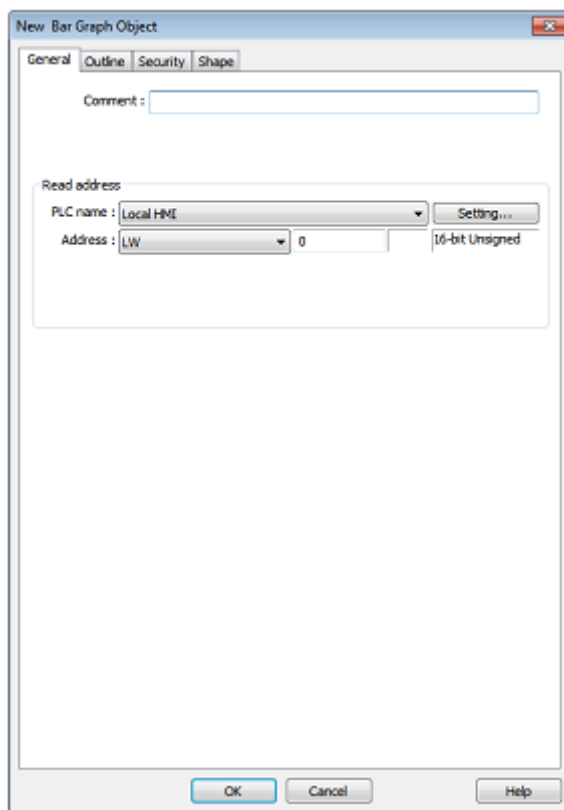 New Bar Graph Object
General Outline Security Shape
Comment :
Read address
PLC name : Local HMI Setting...
Address : LW 0 16-bit Unsigned
OK Cancel Help